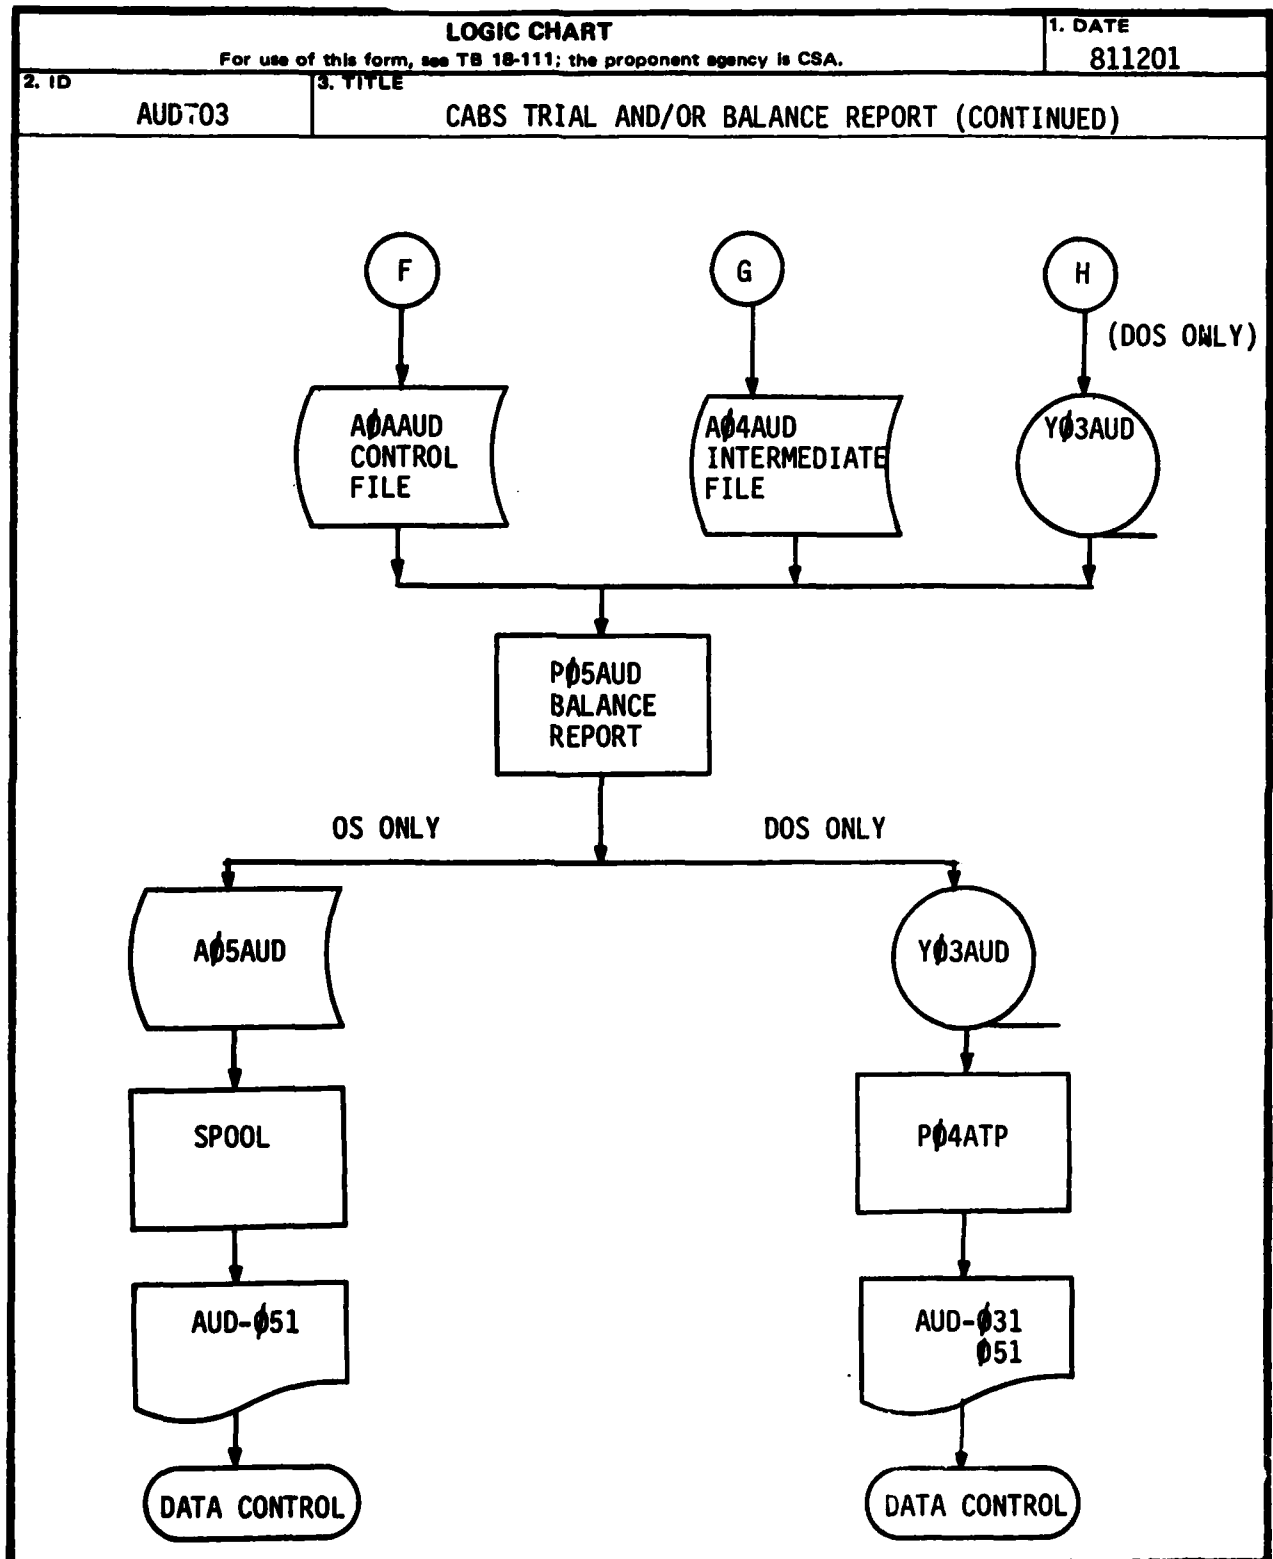 LOGIC CHART
For use of this form, see TB 18-111; the proponent agency is CSA.
1. DATE
811201
2. ID
AUDT03
3. TITLE
CABS TRIAL AND/OR BALANCE REPORT (CONTINUED)
F
G
H
(DOS ONLY)
AØAAUD
CONTROL
FILE
AØ4AUD
INTERMEDIATE
FILE
YØ3AUD
PØ5AUD
BALANCE
REPORT
OS ONLY
DOS ONLY
AØ5AUD
YØ3AUD
SPOOL
PØ4ATP
AUD-Ø51
AUD-Ø31
Ø51
DATA CONTROL
DATA CONTROL